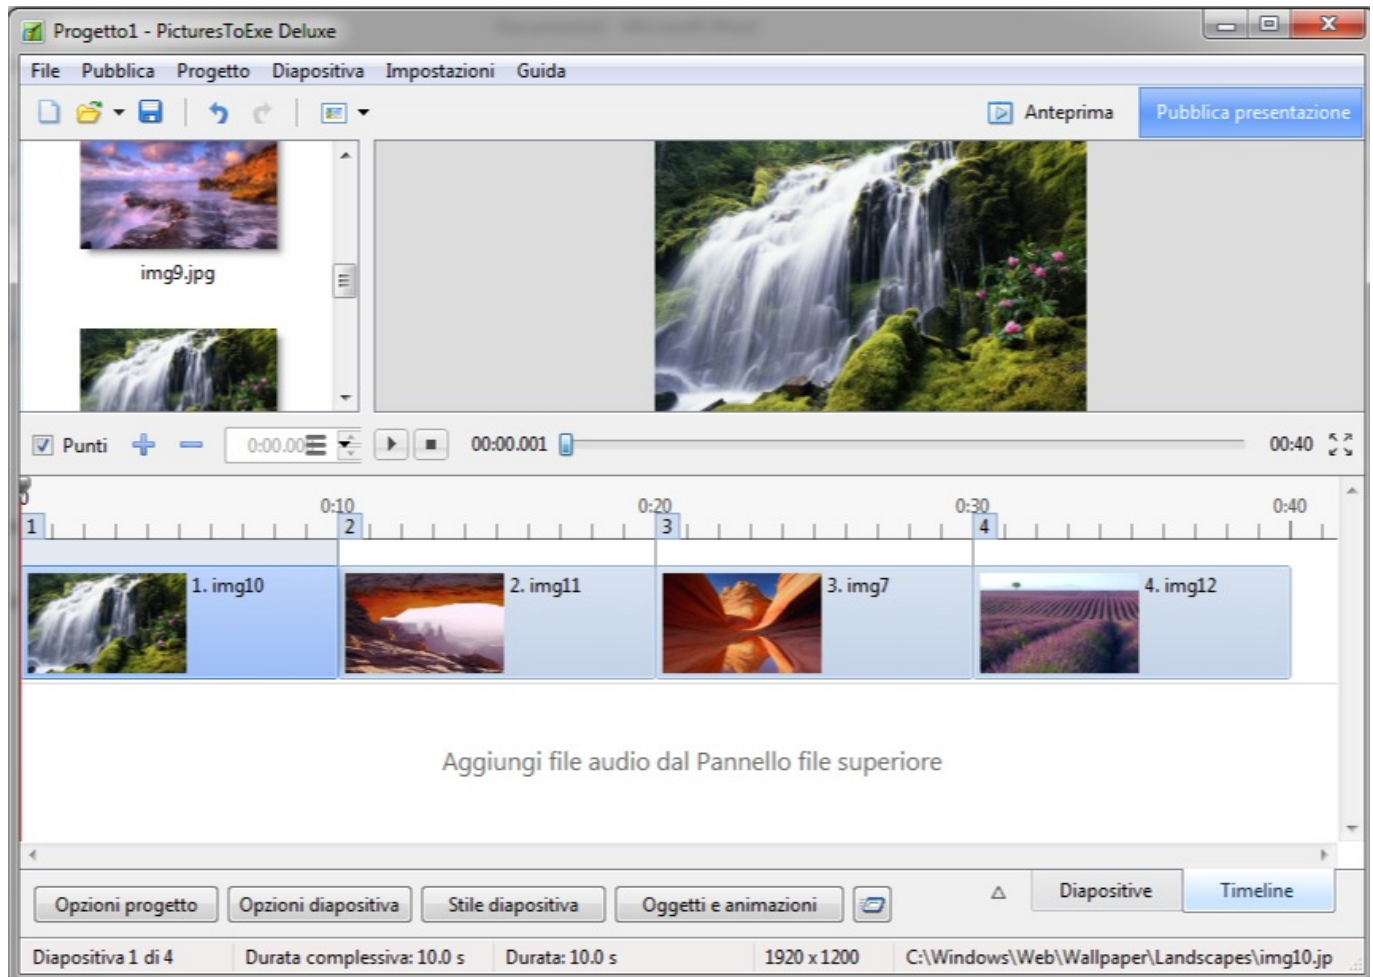 Progetto1 - PicturesToExe Deluxe
File Pubblica Progetto Diapositiva Impostazioni Guida
Anteprima Pubblica presentazione
img9.jpg
Punti 0:00.00 00:00.001 00:40
0 0:10 0:20 0:30 0:40
1 2 3 4
1. img10 2. img11 3. img7 4. img12
Aggiungi file audio dal Pannello file superiore
Diapositive Timeline
Opzioni progetto Opzioni diapositiva Stile diapositiva Oggetti e animazioni
Diapositiva 1 di 4 Durata complessiva: 10.0 s Durata: 10.0 s 1920 x 1200 C:\Windows\Web\Wallpaper\Landscapes\img10.jp